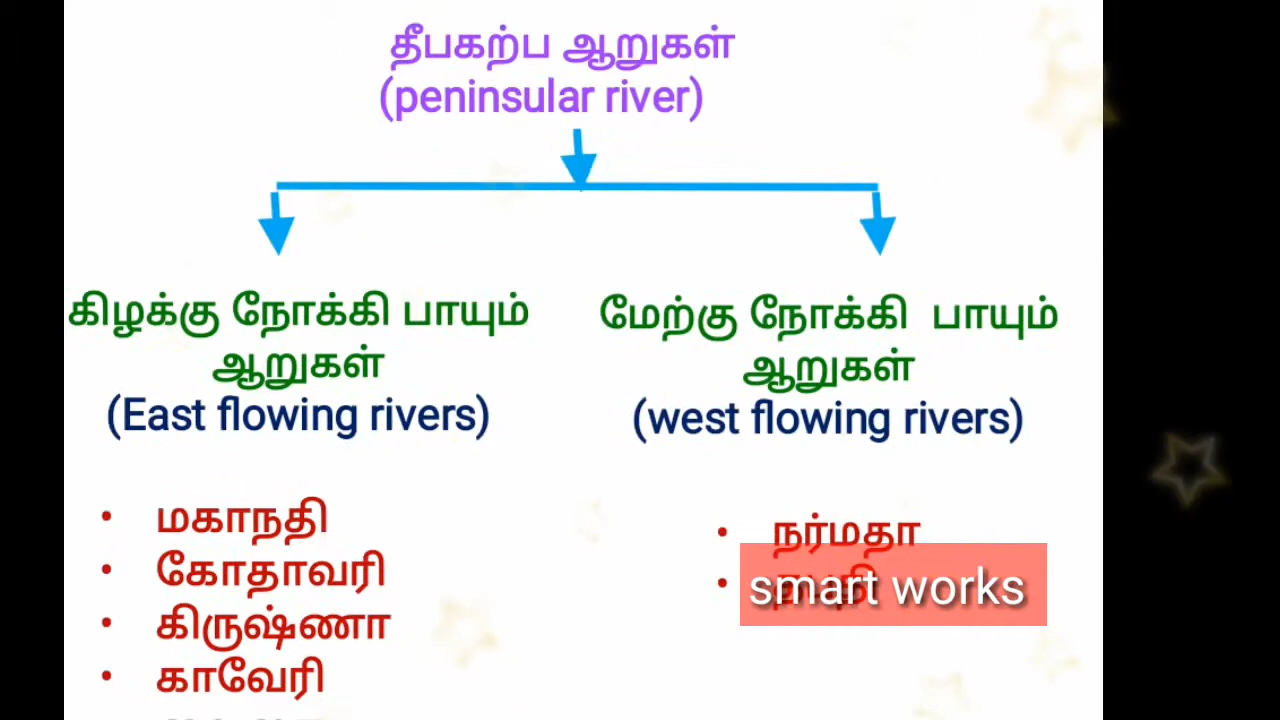 தீபகற்ப ஆறுகள்
(peninsular river)
கிழக்கு நோக்கி பாயும்
ஆறுகள்
(East flowing rivers)
மேற்கு நோக்கி பாயும்
ஆறுகள்
(west flowing rivers)
• மகாநதி
• கோதாவரி
• கிருஷ்ணா
• காவேரி
• நர்மதா
smart works